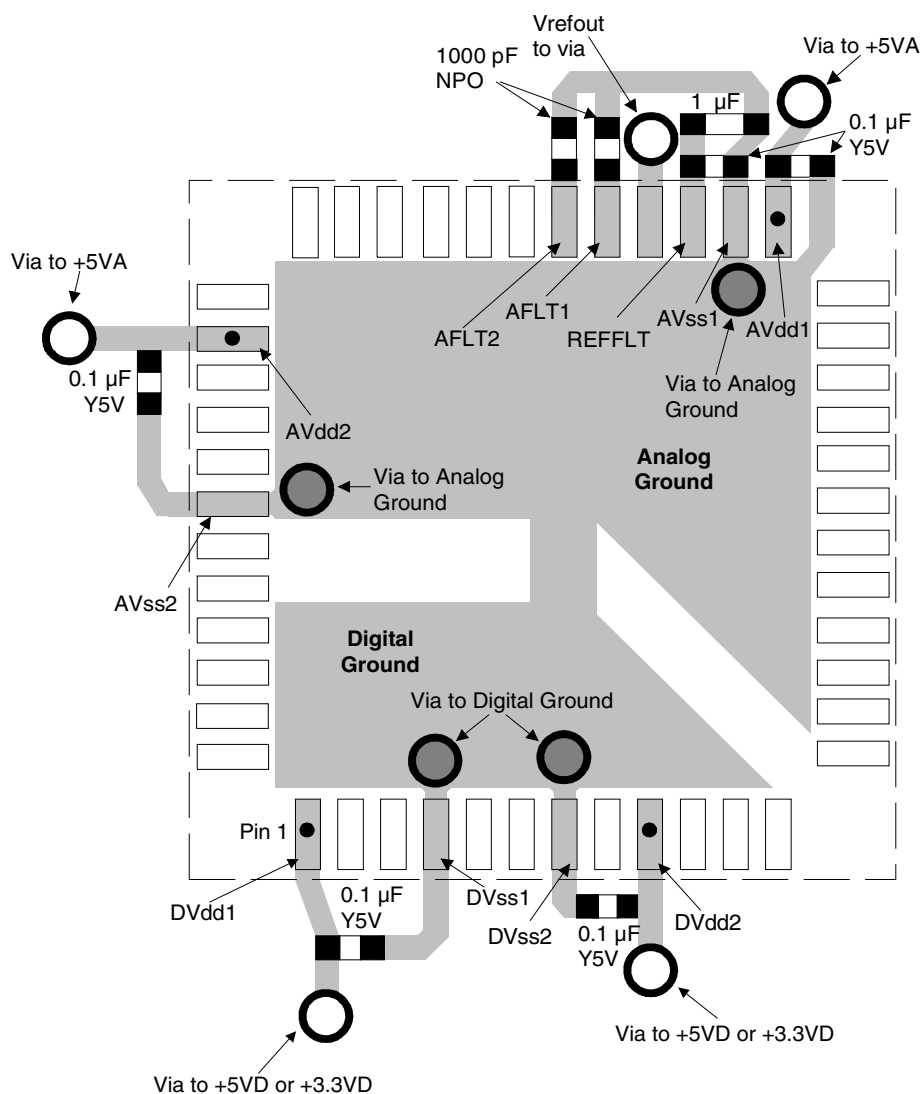 Vrefout
to via
Via to +5VA
1000 pF
NPO
1 µF
0.1 µF
Y5V
Via to +5VA
AFLT2
AFLT1
REFFLT
AVss1
AVdd1
0.1 µF
Y5V
Via to Analog
Ground
AVdd2
Analog
Ground
Via to Analog
Ground
AVss2
Digital
Ground
Via to Digital Ground
Pin 1
DVdd1
0.1 µF
Y5V
DVss1
DVss2
0.1 µF
Y5V
DVdd2
Via to +5VD or +3.3VD
Via to +5VD or +3.3VD